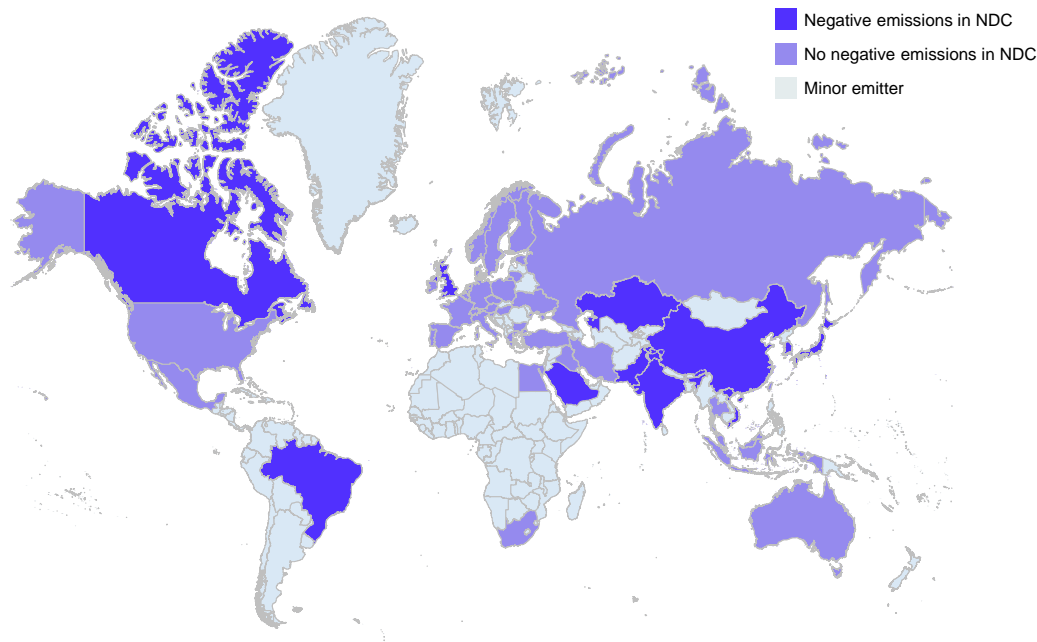 Negative emissions in NDC
No negative emissions in NDC
Minor emitter